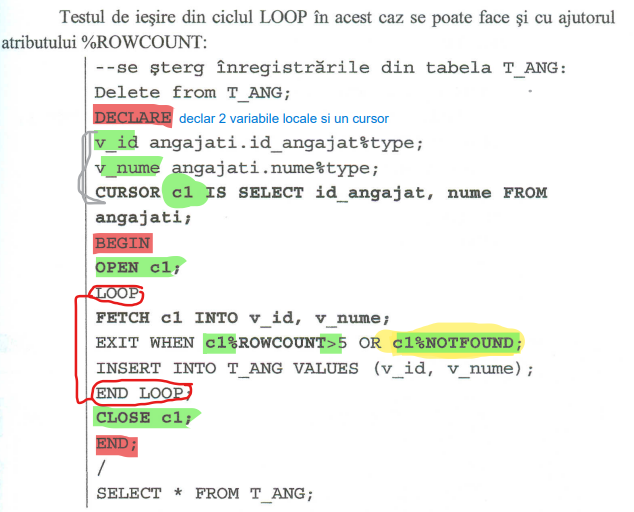 Testul de ieşire din ciclul LOOP în acest caz se poate face şi cu ajutorul
atributului %ROWCOUNT:
--se şterg înregistrările din tabela T_ANG:
Delete from T_ANG;
DECLARE declar 2 variabile locale si un cursor
v_id angajati.id_angajat%type;
v_nume angajati.nume%type;
CURSOR c1 IS SELECT id_angajat, nume FROM
angajati;
BEGIN
OPEN c1;
LOOP
FETCH c1 INTO v_id, v_nume;
EXIT WHEN c1%ROWCOUNT>5 OR c1%NOTFOUND;
INSERT INTO T_ANG VALUES (v_id, v_nume);
END LOOP;
CLOSE c1;
END;
/
SELECT * FROM T_ANG;